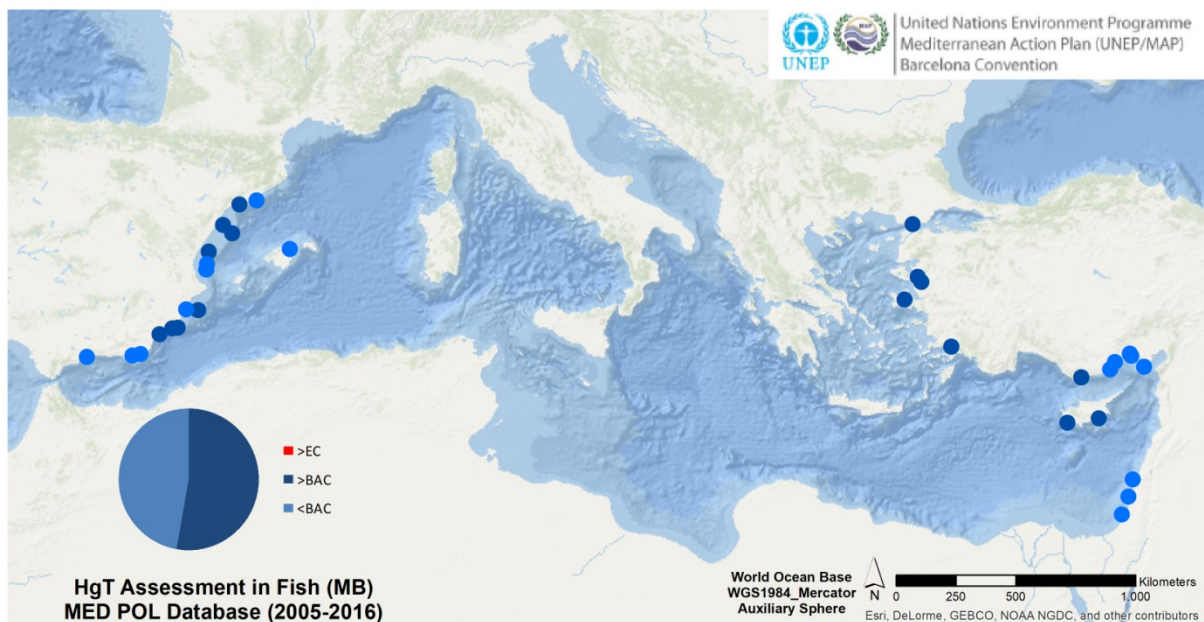 UNEP
MAP
United Nations Environment Programme
Mediterranean Action Plan (UNEP/MAP)
Barcelona Convention
>EC
>BAC
<BAC
HgT Assessment in Fish (MB)
MED POL Database (2005-2016)
World Ocean Base
WGS1984_Mercator
Auxiliary Sphere
N
Kilometers
0 250 500 1,000
Esri, DeLorme, GEBCO, NOAA NGDC, and other contributors